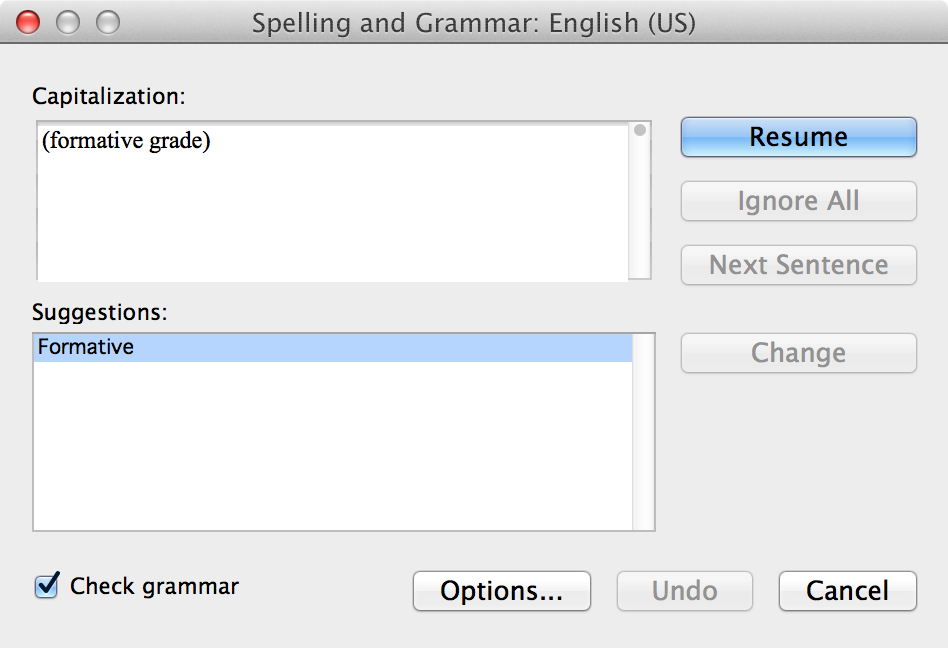 Spelling and Grammar: English (US)
Capitalization:
(formative grade)
Resume
Ignore All
Next Sentence
Suggestions:
Formative
Change
Check grammar
Options...
Undo
Cancel